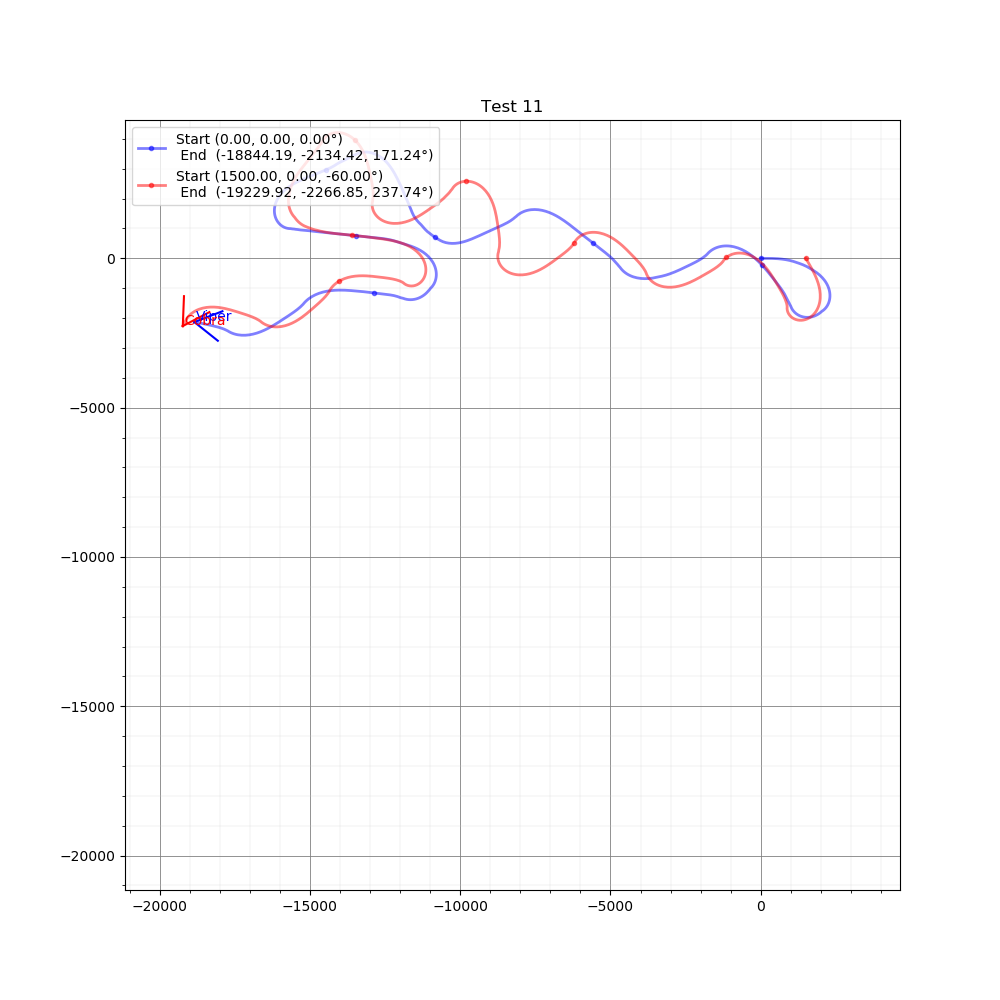 Test 11
Start (0.00, 0.00, 0.00°)
End  (-18844.19, -2134.42, 171.24°)
Start (1500.00, 0.00, -60.00°)
End  (-19229.92, -2266.85, 237.74°)
0
Viper
Cobra
−5000
−10000
−15000
−20000
−20000 −15000 −10000 −5000 0